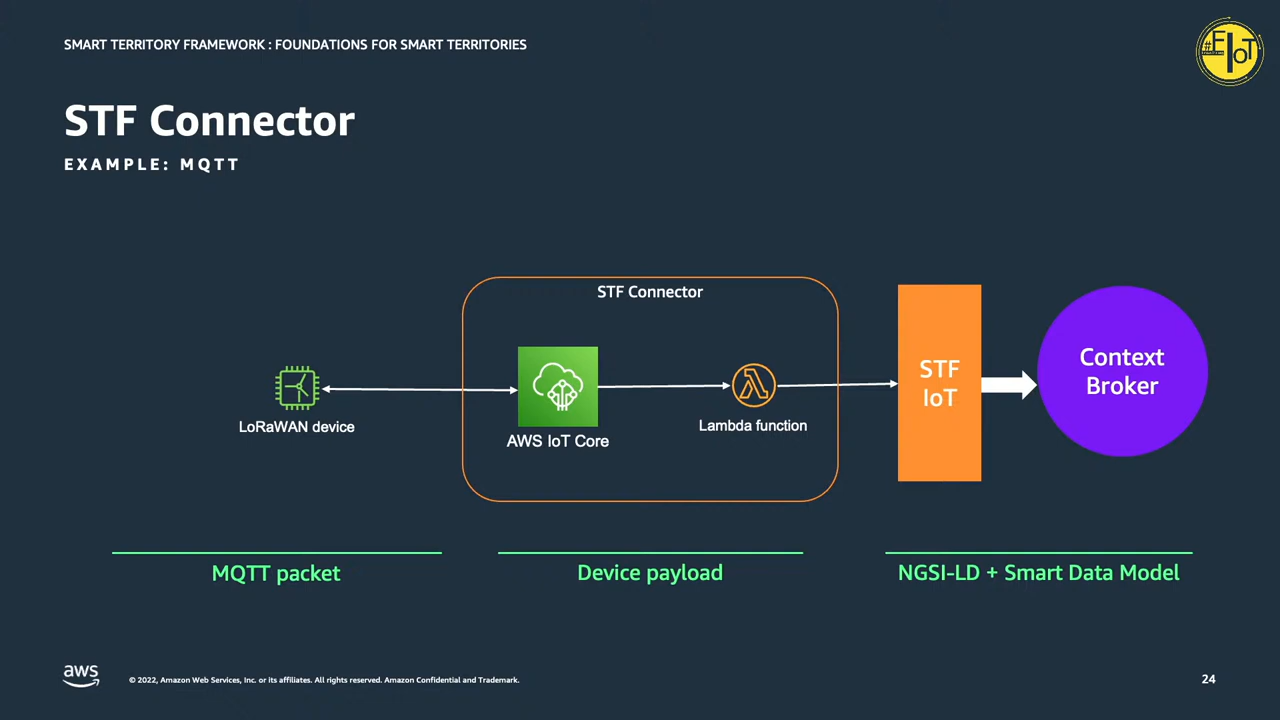 SMART TERRITORY FRAMEWORK : FOUNDATIONS FOR SMART TERRITORIES
#EIoT
STF Connector
EXAMPLE: MQTT
STF Connector
LoRaWAN device
AWS IoT Core
Lambda function
STF
IoT
Context
Broker
MQTT packet
Device payload
NGSI-LD + Smart Data Model
aws
© 2022, Amazon Web Services, Inc. or its affiliates. All rights reserved. Amazon Confidential and Trademark.
24